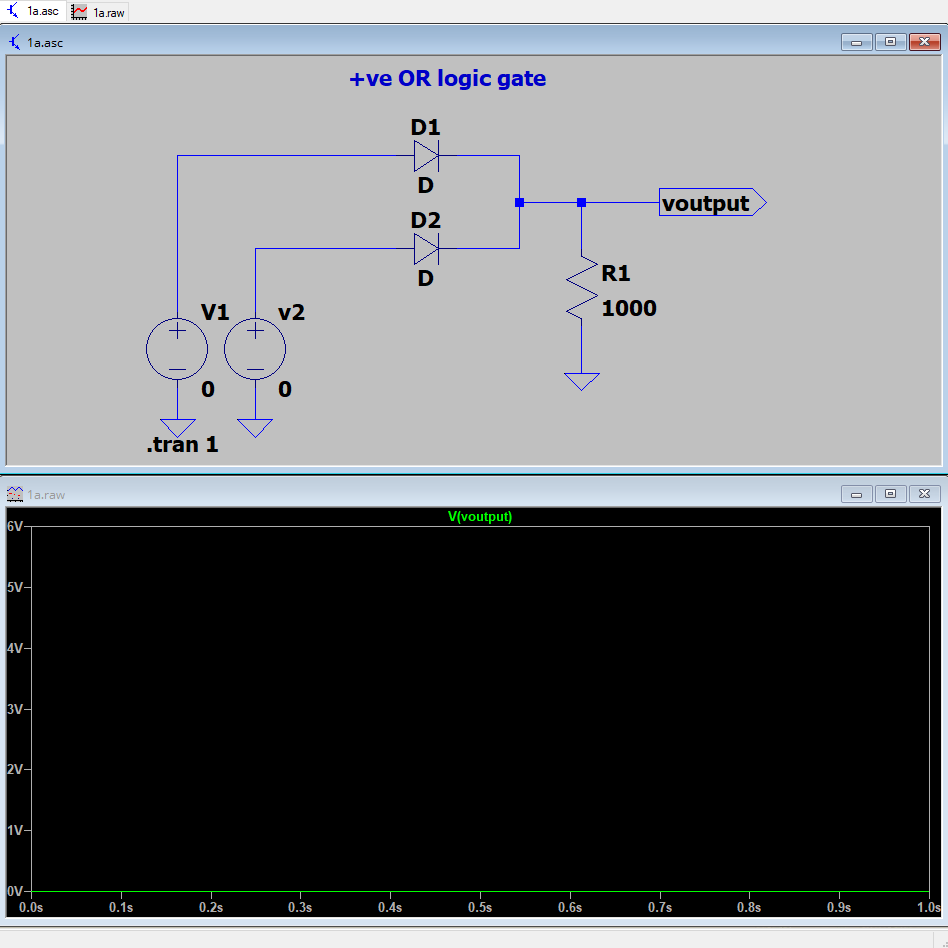 1a.asc 1a.raw
1a.asc
+ve OR logic gate
D1
D
voutput
D2
D
R1
1000
V1 v2
0 0
.tran 1
1a.raw
V(voutput)
6V
5V
4V
3V
2V
1V
0V
0.0s 0.1s 0.2s 0.3s 0.4s 0.5s 0.6s 0.7s 0.8s 0.9s 1.0s